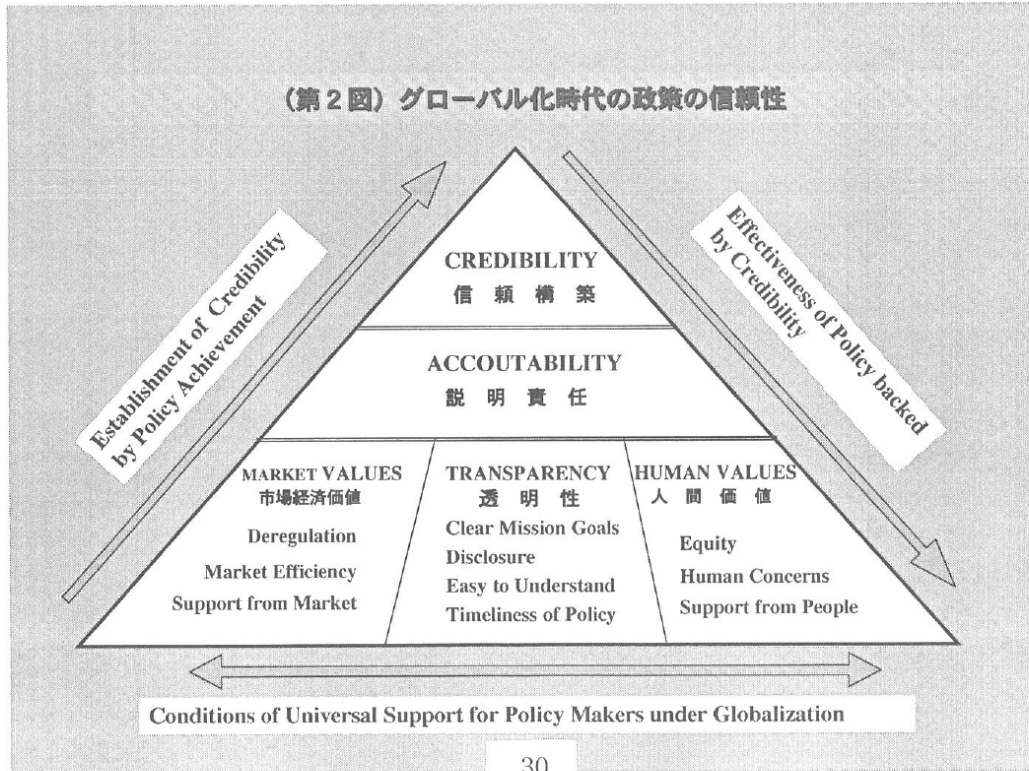 （第２図）グローバル化時代の政策の信頼性
Establishment of Credibility
by Policy Achievement
Effectiveness of Policy backed
by Credibility
CREDIBILITY
信 頼 構 築
ACCOUTABILITY
説 明 責 任
MARKET VALUES
市場経済価値
Deregulation
Market Efficiency
Support from Market
TRANSPARENCY
透 明 性
Clear Mission Goals
Disclosure
Easy to Understand
Timeliness of Policy
HUMAN VALUES
人 間 価 値
Equity
Human Concerns
Support from People
Conditions of Universal Support for Policy Makers under Globalization
30